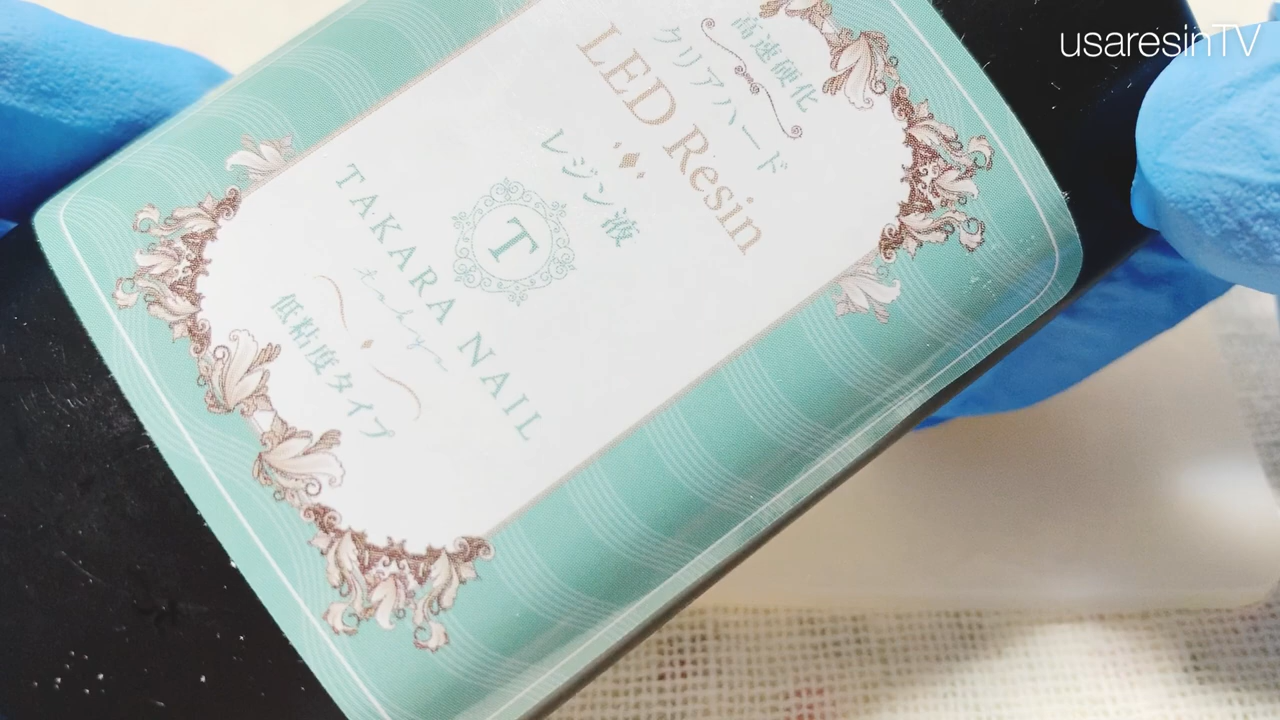 usaresinTV
高速硬化
クリアハード
LED Resin
レジン液
T
TAKARA NAIL
低粘度タイプ